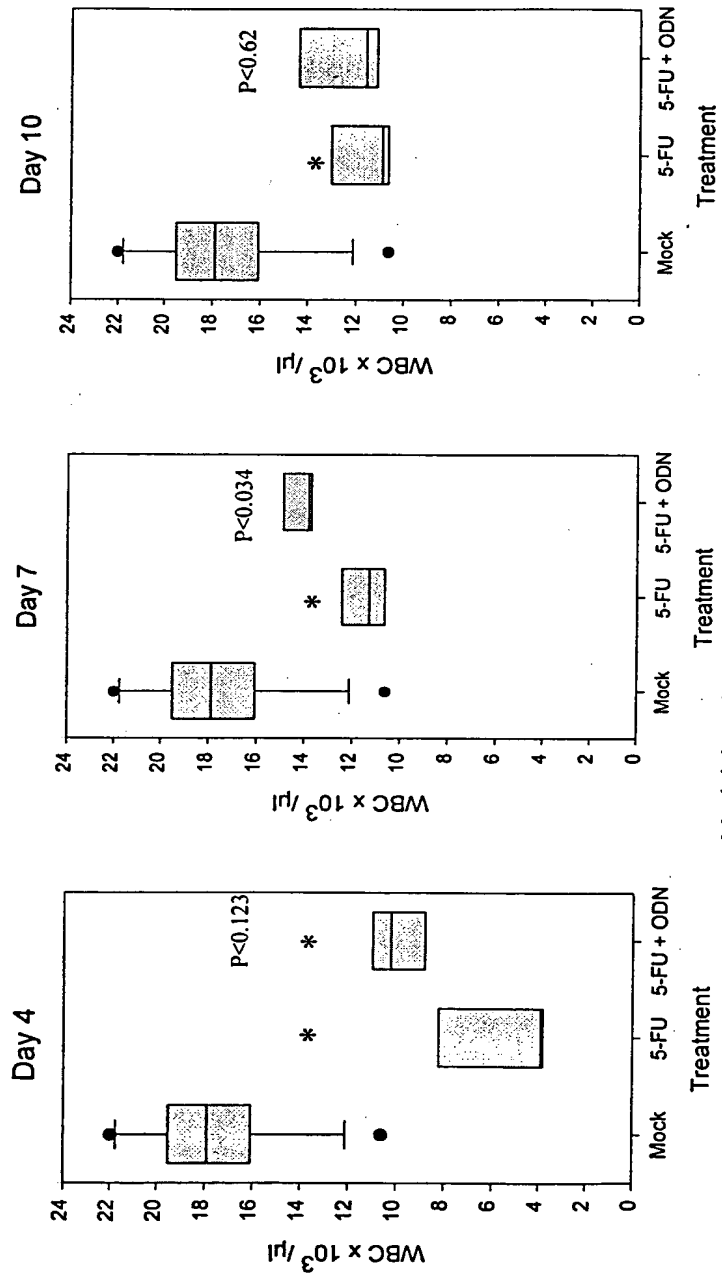 Day 4
WBC x 10³/µl
24
22
20
18
16
14
12
10
8
6
4
2
0
P<0.123
*
*
Mock
5-FU
5-FU + ODN
Treatment
Day 7
WBC x 10³/µl
24
22
20
18
16
14
12
10
8
6
4
2
0
P<0.034
*
Mock
5-FU
5-FU + ODN
Treatment
Day 10
WBC x 10³/µl
24
22
20
18
16
14
12
10
8
6
4
2
0
P<0.62
*
Mock
5-FU
5-FU + ODN
Treatment